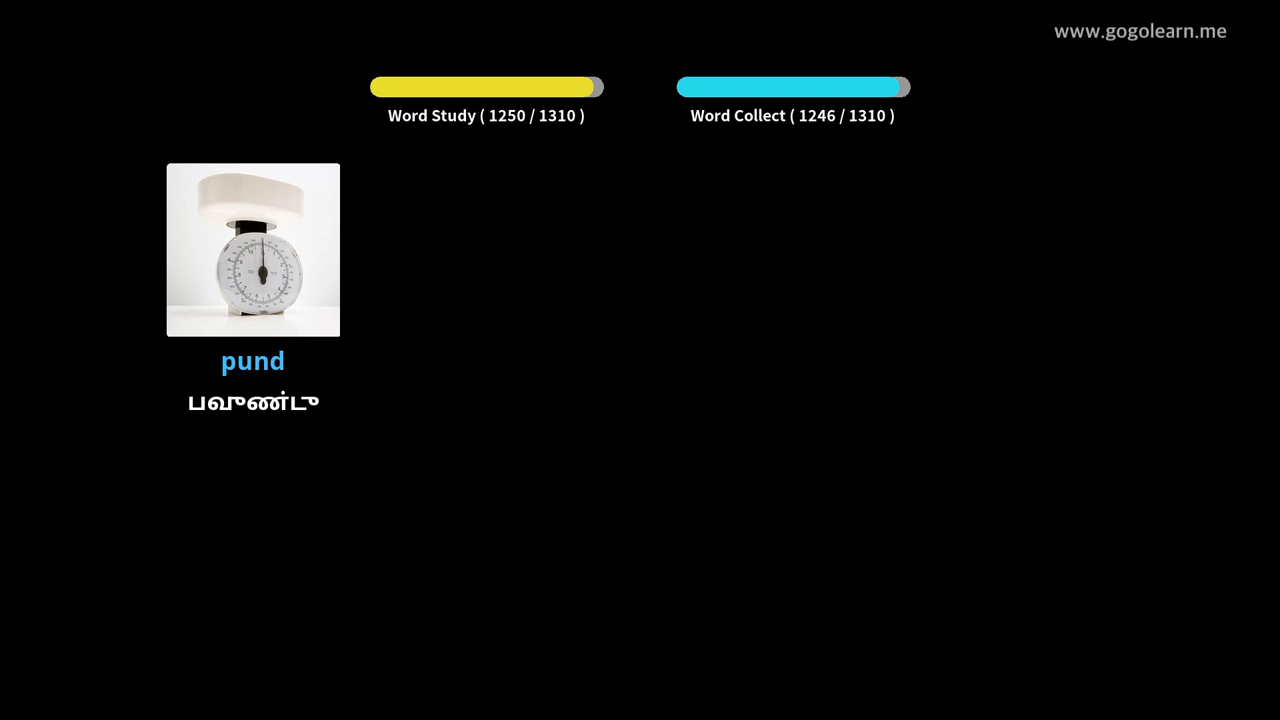 www.gogolearn.me
Word Study ( 1250 / 1310 )
Word Collect ( 1246 / 1310 )
pund
பவுண்டு